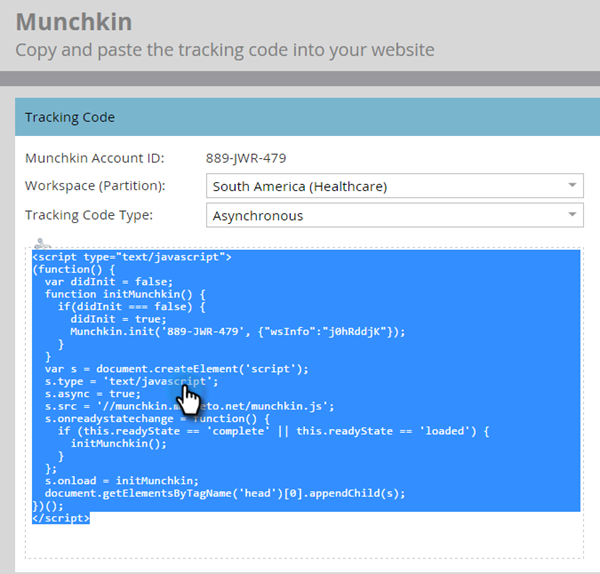 Munchkin
Copy and paste the tracking code into your website
Tracking Code
Munchkin Account ID: 889-JWR-479
Workspace (Partition): South America (Healthcare)
Tracking Code Type: Asynchronous
<script type="text/javascript">
(function() {
  var didInit = false;
  function initMunchkin() {
    if(didInit === false) {
      didInit = true;
      Munchkin.init('889-JWR-479', {"wsInfo":"j0hRddjK"});
    }
  }
  var s = document.createElement('script');
  s.type = 'text/javascript';
  s.async = true;
  s.src = '//munchkin.m eto.net/munchkin.js';
  s.onreadystatechange = function() {
    if (this.readyState == 'complete' || this.readyState == 'loaded') {
      initMunchkin();
    }
  };
  s.onload = initMunchkin;
  document.getElementsByTagName('head')[0].appendChild(s);
})();
</script>